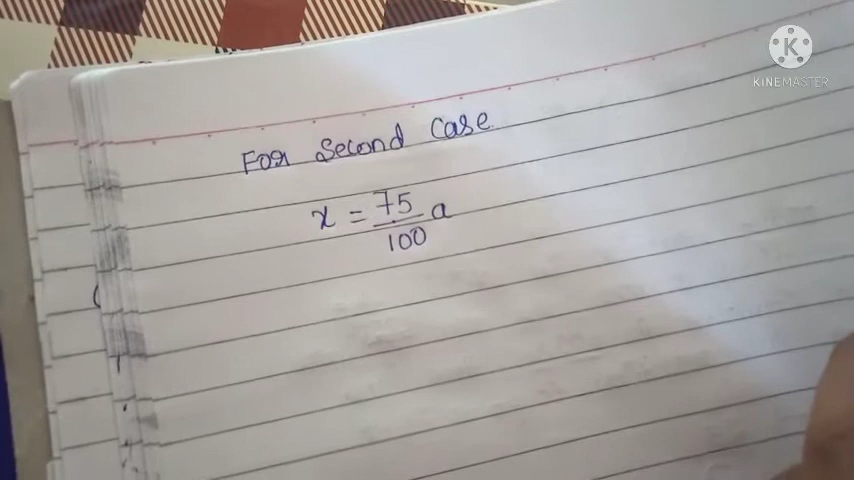 For Second Case
x = 75/100 a
K
KINEMASTER